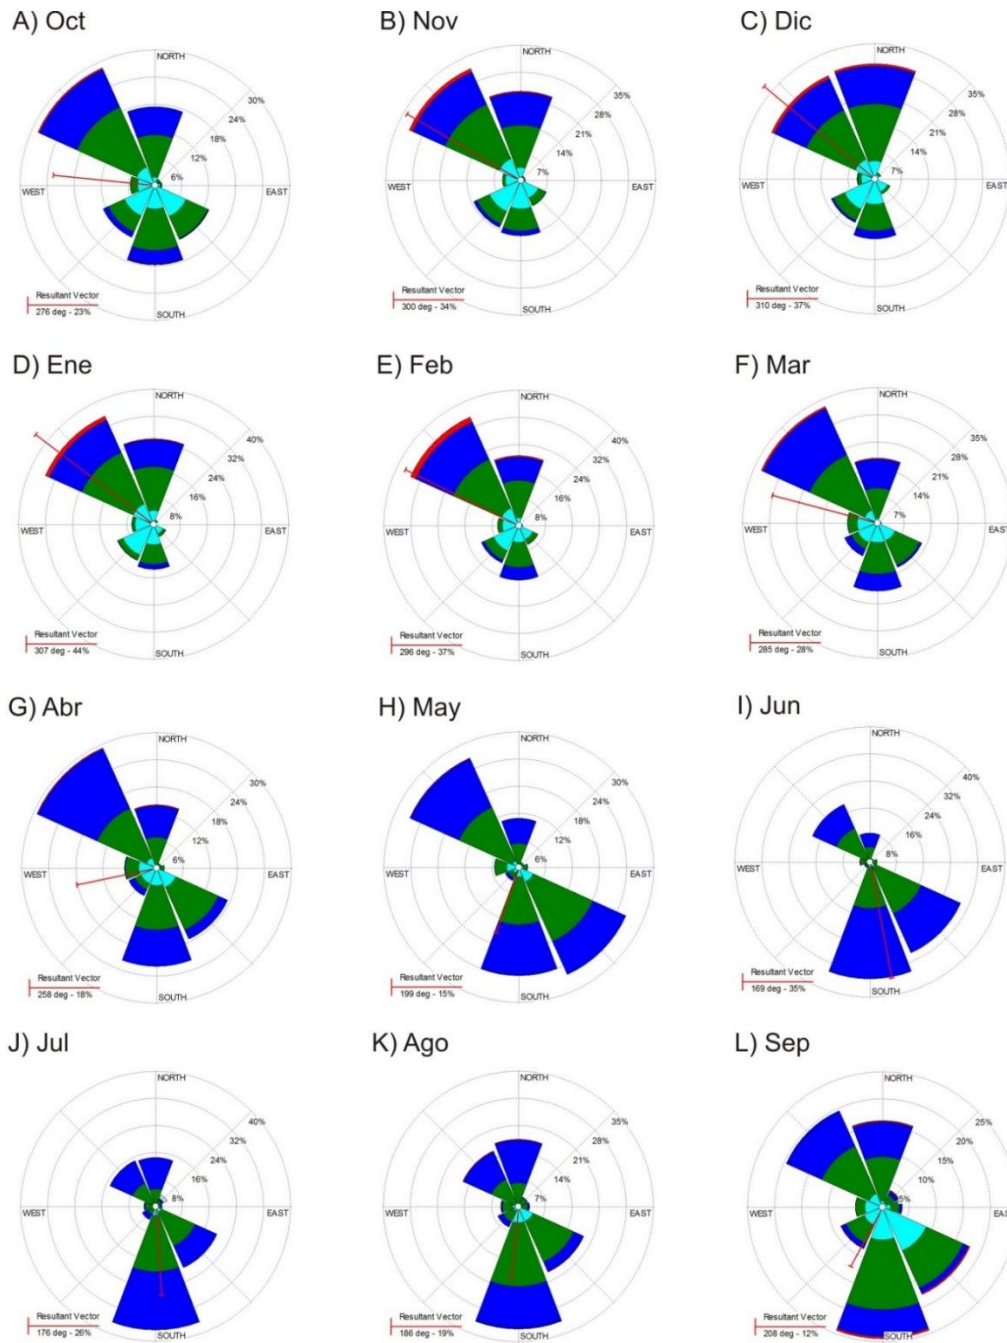 A) Oct
NORTH
30%
24%
18%
12%
6%
WEST
EAST
SOUTH
Resultant Vector
276 deg - 23%
B) Nov
NORTH
35%
28%
21%
14%
7%
WEST
EAST
SOUTH
Resultant Vector
300 deg - 34%
C) Dic
NORTH
35%
28%
21%
14%
7%
WEST
EAST
SOUTH
Resultant Vector
310 deg - 37%
D) Ene
NORTH
40%
32%
24%
16%
8%
WEST
EAST
SOUTH
Resultant Vector
307 deg - 44%
E) Feb
NORTH
40%
32%
24%
16%
8%
WEST
EAST
SOUTH
Resultant Vector
296 deg - 37%
F) Mar
NORTH
35%
28%
21%
14%
7%
WEST
EAST
SOUTH
Resultant Vector
285 deg - 28%
G) Abr
NORTH
30%
24%
18%
12%
6%
WEST
EAST
SOUTH
Resultant Vector
258 deg - 18%
H) May
NORTH
30%
24%
18%
12%
6%
WEST
EAST
SOUTH
Resultant Vector
199 deg - 15%
I) Jun
NORTH
40%
32%
24%
16%
8%
WEST
EAST
SOUTH
Resultant Vector
169 deg - 35%
J) Jul
NORTH
40%
32%
24%
16%
8%
WEST
EAST
SOUTH
Resultant Vector
176 deg - 26%
K) Ago
NORTH
35%
28%
21%
14%
7%
WEST
EAST
SOUTH
Resultant Vector
186 deg - 19%
L) Sep
NORTH
25%
20%
15%
10%
5%
WEST
EAST
SOUTH
Resultant Vector
208 deg - 12%